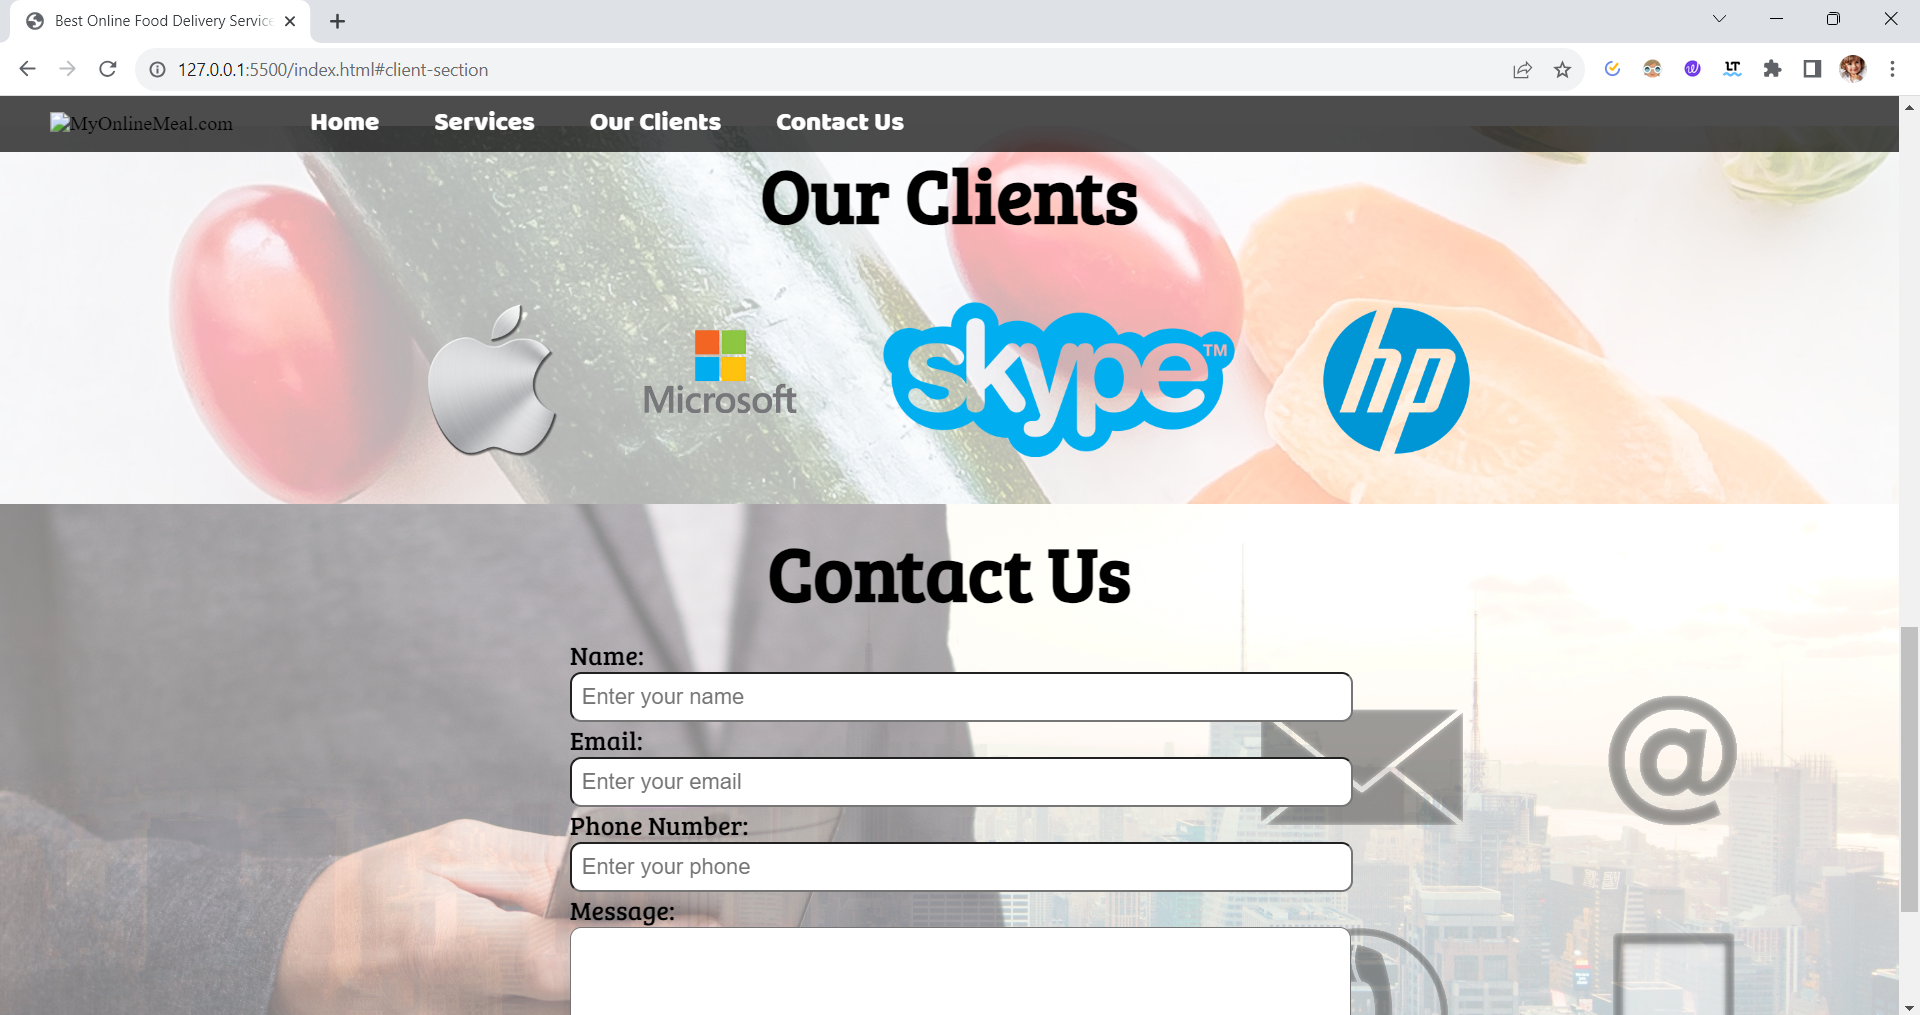 Best Online Food Delivery Service
127.0.0.1:5500/index.html#client-section
LT
MyOnlineMeal.com
Home
Services
Our Clients
Contact Us
Our Clients
Microsoft
skype™
hp
Contact Us
Name:
Enter your name
Email:
Enter your email
Phone Number:
Enter your phone
Message:
@